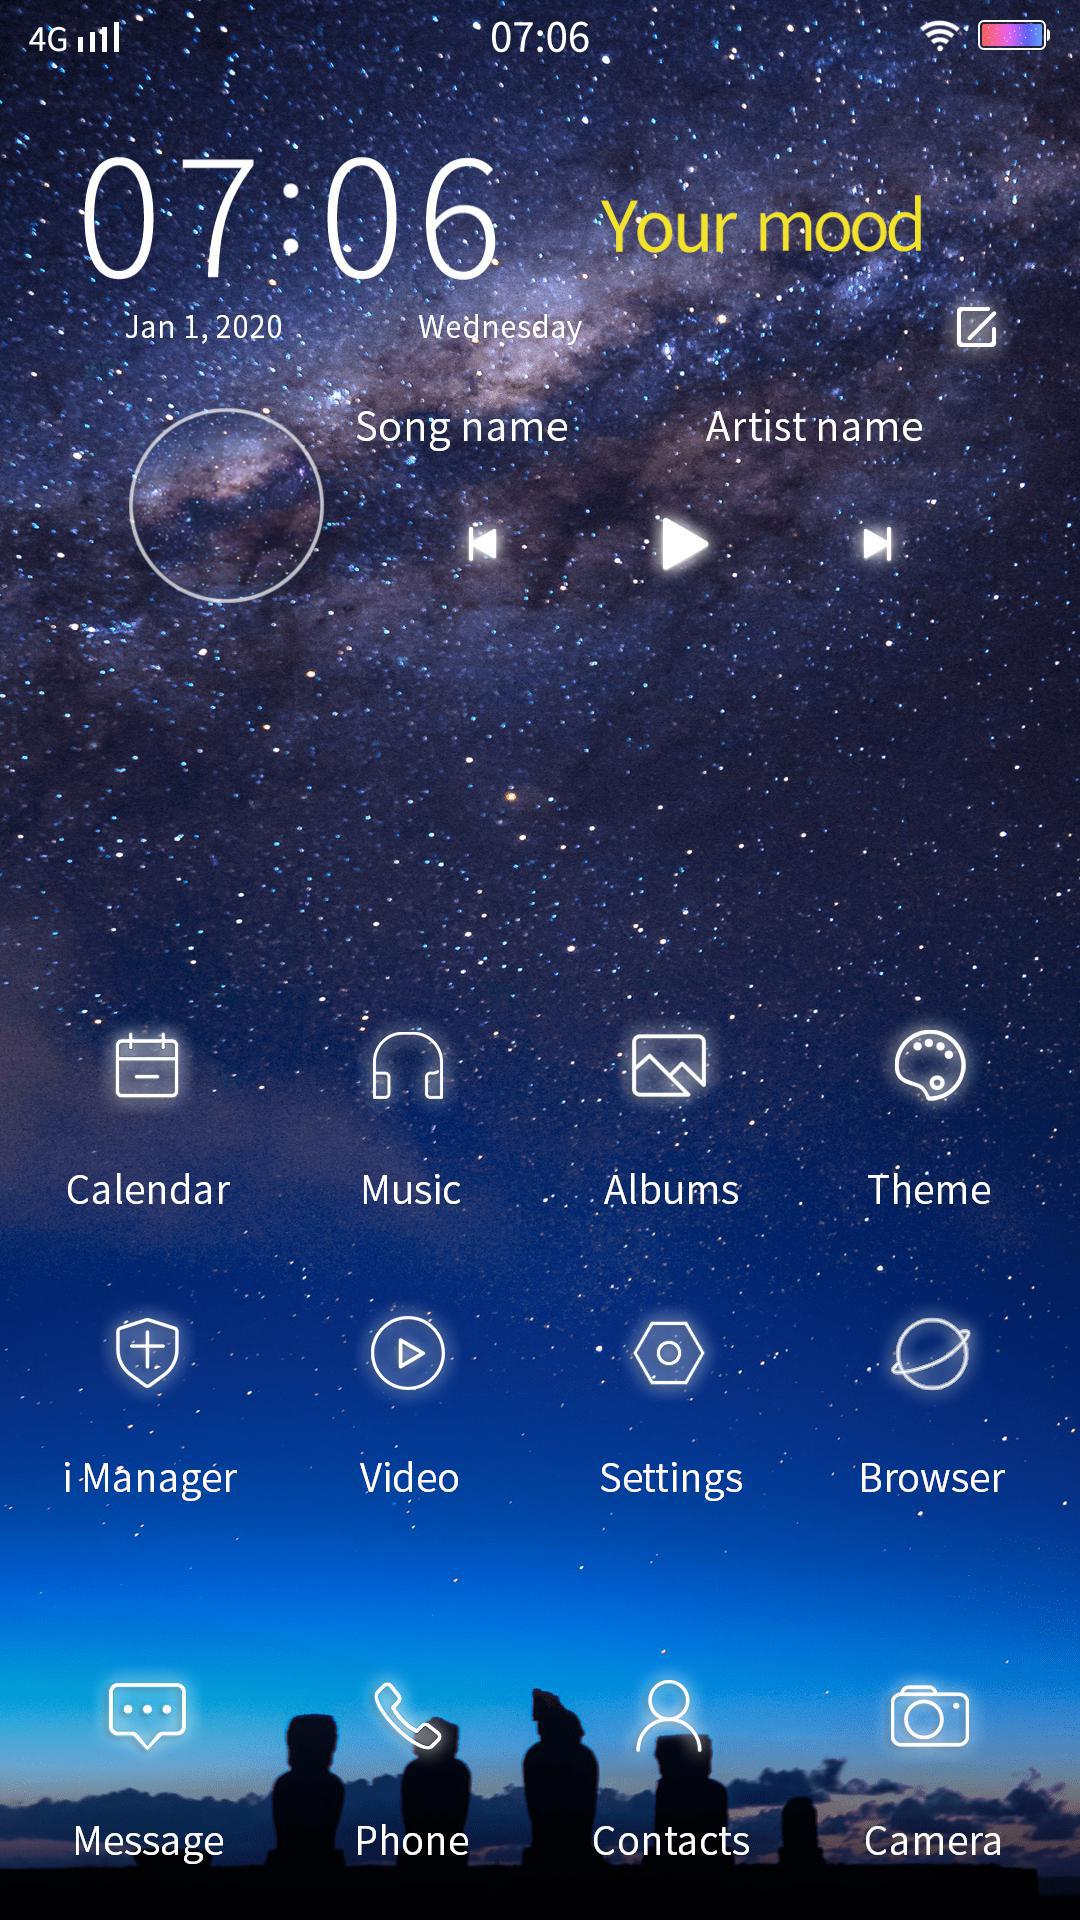 4G 07:06
07:06
Your mood
Jan 1, 2020 Wednesday
Song name Artist name
Calendar Music Albums Theme
i Manager Video Settings Browser
Message Phone Contacts Camera